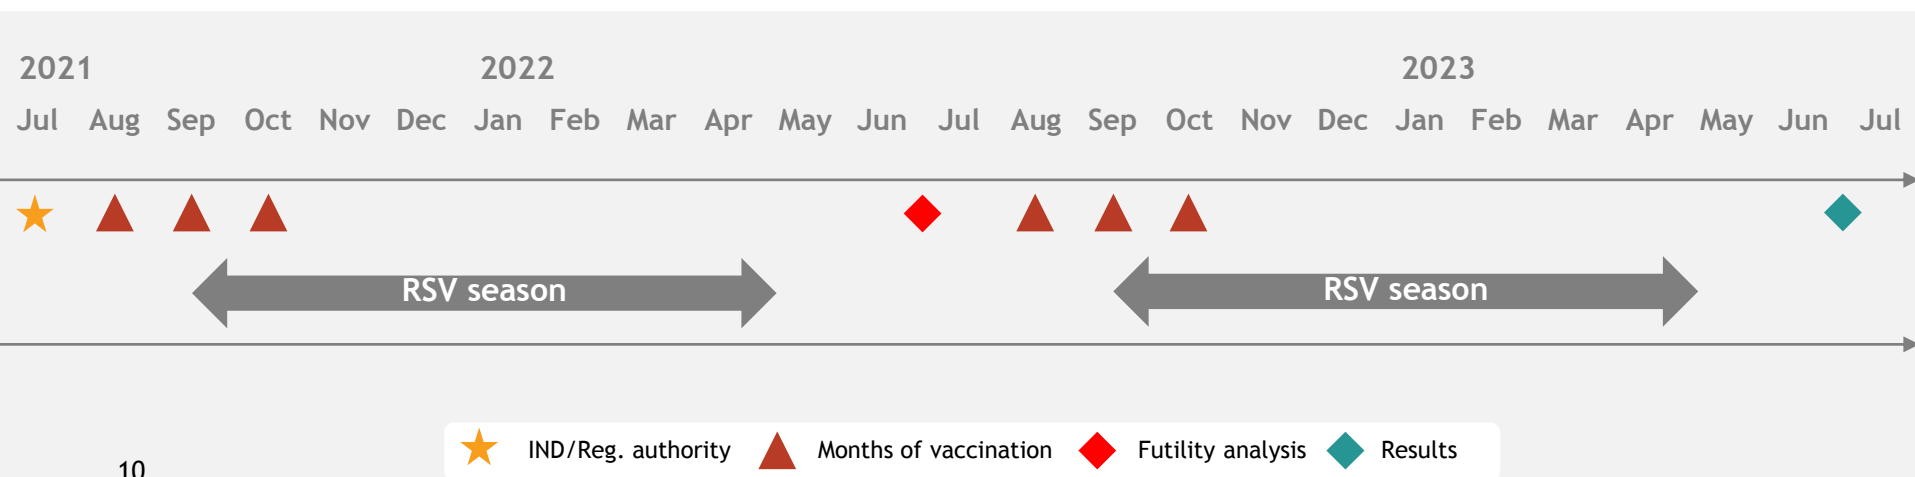 2021 2022 2023
Jul Aug Sep Oct Nov Dec Jan Feb Mar Apr May Jun Jul Aug Sep Oct Nov Dec Jan Feb Mar Apr May Jun Jul
RSV season RSV season
IND/Reg. authority Months of vaccination Futility analysis Results
10